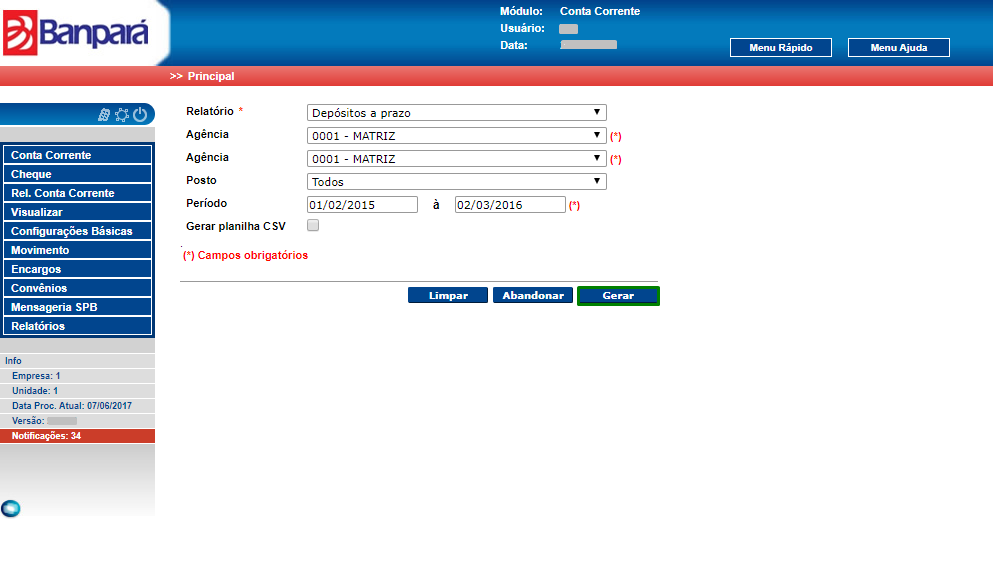 Banpará
Módulo: Conta Corrente
Usuário:
Data:
Menu Rápido
Menu Ajuda
>> Principal
Conta Corrente
Cheque
Rel. Conta Corrente
Visualizar
Configurações Básicas
Movimento
Encargos
Convênios
Mensageria SPB
Relatórios
Info
Empresa: 1
Unidade: 1
Data Proc. Atual: 07/06/2017
Versão:
Notificações: 34
Relatório * Depósitos a prazo
Agência 0001 - MATRIZ (*)
Agência 0001 - MATRIZ (*)
Posto Todos
Período 01/02/2015 à 02/03/2016 (*)
Gerar planilha CSV
(*) Campos obrigatórios
Limpar Abandonar Gerar